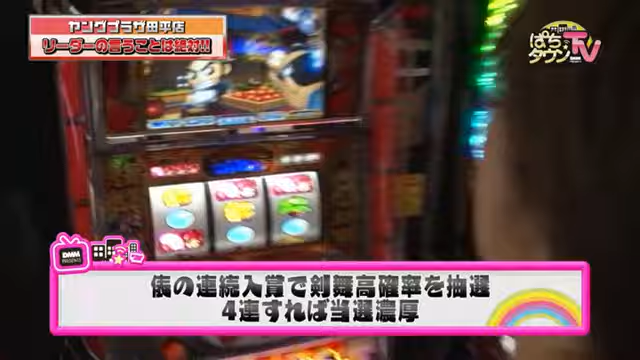 ヤングプラザ田平店
リーダーの言うことは絶対!!
ぱちタウンTV
DMM
俵の連続入賞で剣舞高確率を抽選
4連すれば当選濃厚